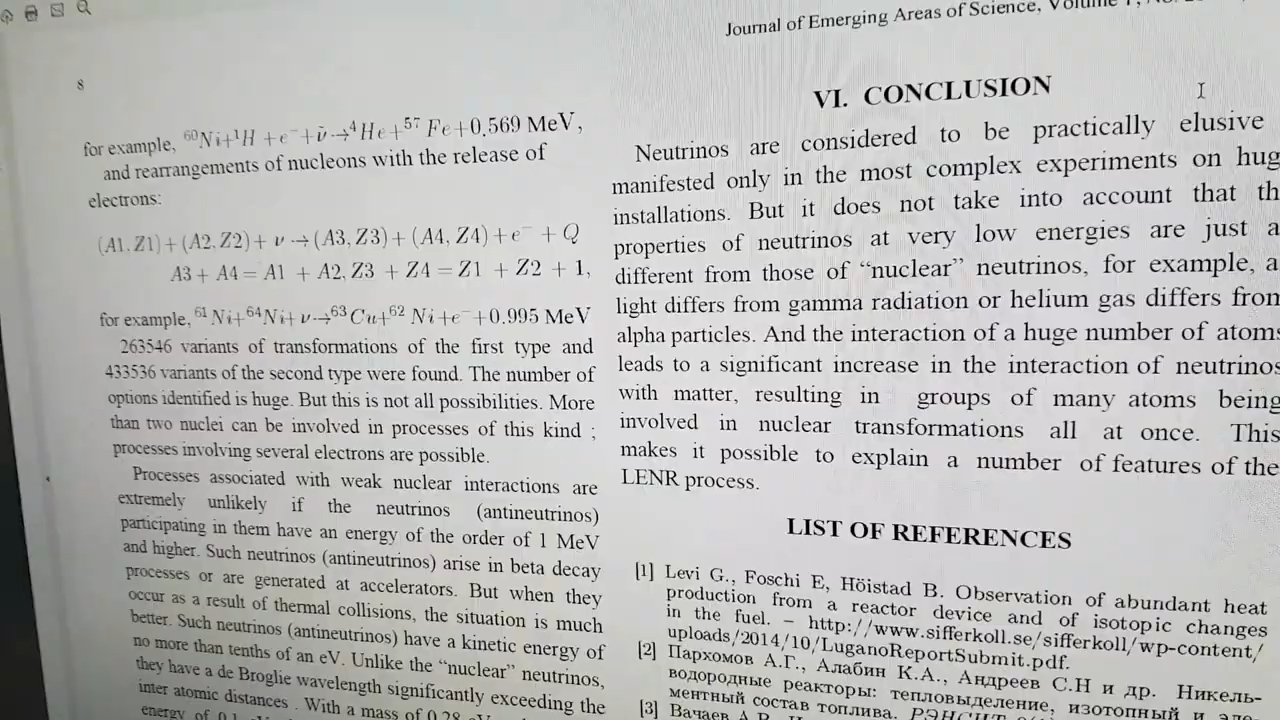 Journal of Emerging Areas of Science, Volume
8
for example, ⁶⁰Ni+¹H +e⁻+ν̃→⁴He+⁵⁷Fe+0.569 MeV,
and rearrangements of nucleons with the release of
electrons:
(A1,Z1)+(A2,Z2)+ ν →(A3,Z3)+(A4,Z4)+e⁻ + Q
A3 + A4 = A1 + A2, Z3 + Z4 = Z1 + Z2 + 1,
for example, ⁶¹Ni+⁶⁴Ni+ ν→⁶³Cu+⁶²Ni+e⁻+0.995 MeV
263546 variants of transformations of the first type and
433536 variants of the second type were found. The number of
options identified is huge. But this is not all possibilities. More
than two nuclei can be involved in processes of this kind ;
processes involving several electrons are possible.
Processes associated with weak nuclear interactions are
extremely unlikely if the neutrinos (antineutrinos)
participating in them have an energy of the order of 1 MeV
and higher. Such neutrinos (antineutrinos) arise in beta decay
processes or are generated at accelerators. But when they
occur as a result of thermal collisions, the situation is much
better. Such neutrinos (antineutrinos) have a kinetic energy of
no more than tenths of an eV. Unlike the “nuclear” neutrinos,
they have a de Broglie wavelength significantly exceeding the
inter atomic distances . With a mass of 0.28
energy of
VI. CONCLUSION
Neutrinos are considered to be practically elusive
manifested only in the most complex experiments on hug
installations. But it does not take into account that th
properties of neutrinos at very low energies are just a
different from those of “nuclear” neutrinos, for example, a
light differs from gamma radiation or helium gas differs from
alpha particles. And the interaction of a huge number of atoms
leads to a significant increase in the interaction of neutrinos
with matter, resulting in groups of many atoms being
involved in nuclear transformations all at once. This
makes it possible to explain a number of features of the
LENR process.
LIST OF REFERENCES
[1] Levi G., Foschi E, Höistad B. Observation of abundant heat
production from a reactor device and of isotopic changes
in the fuel. – http://www.sifferkoll.se/sifferkoll/wp-content/
uploads/2014/10/LuganoReportSubmit.pdf.
[2] Пархомов А.Г., Алабин К.А., Андреев С.Н и др. Никель-
водородные реакторы: тепловыделение, изотопный и эле-
ментный состав топлива. РЭНСИТ
[3] Вачаев А.В.